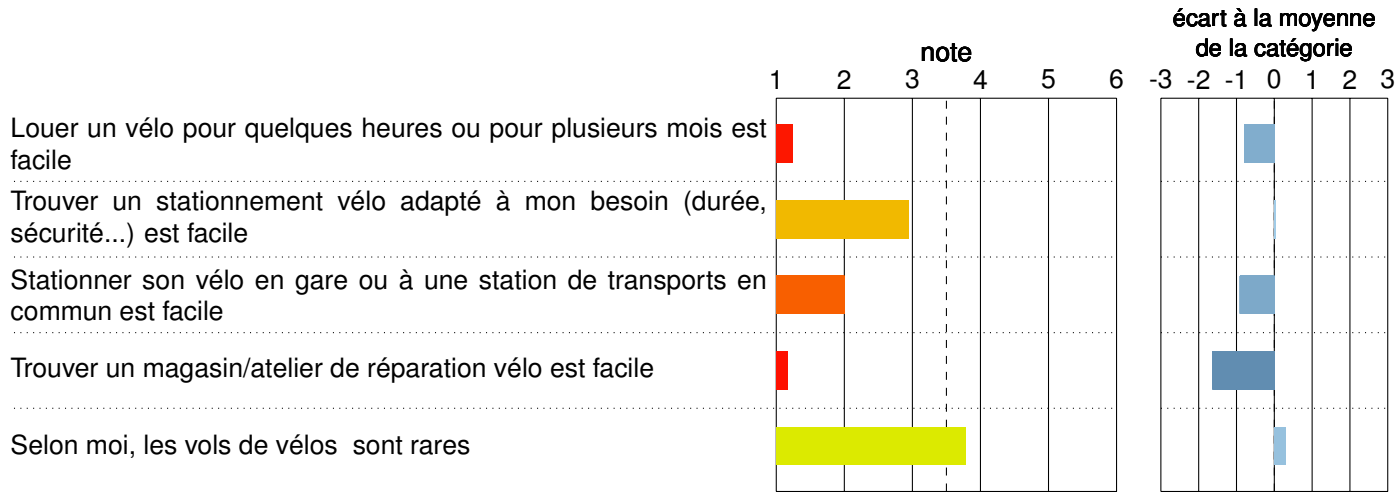 écart à la moyenne
note de la catégorie
1 2 3 4 5 6 -3 -2 -1 0 1 2 3
Louer un vélo pour quelques heures ou pour plusieurs mois est
facile
Trouver un stationnement vélo adapté à mon besoin (durée,
sécurité...) est facile
Stationner son vélo en gare ou à une station de transports en
commun est facile
Trouver un magasin/atelier de réparation vélo est facile
Selon moi, les vols de vélos sont rares